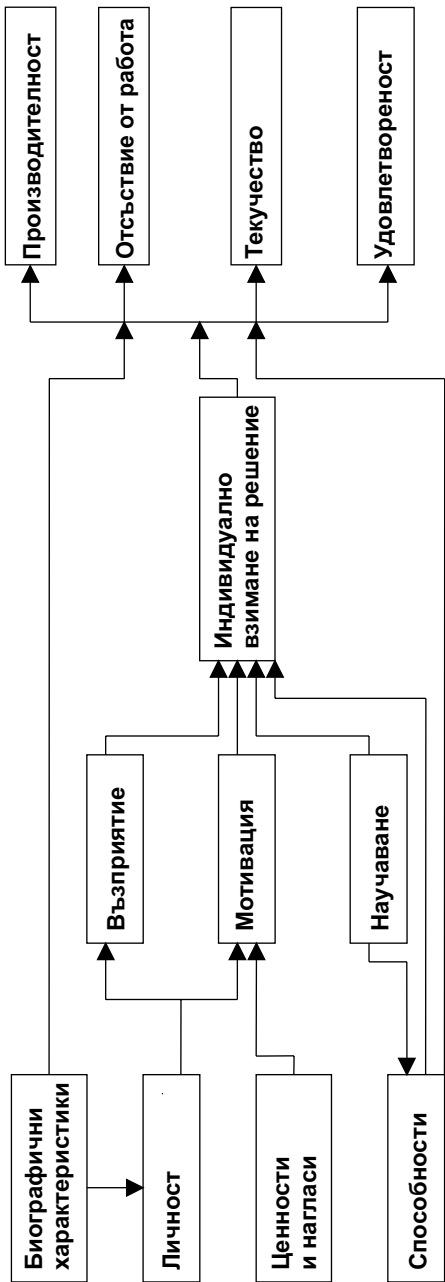 Биографични
характеристики
Личност
Ценности
и нагласи
Способности
Възприятие
Мотивация
Научаване
Индивидуално
взимане на решение
Производителност
Отсъствие от работа
Текучество
Удовлетвореност